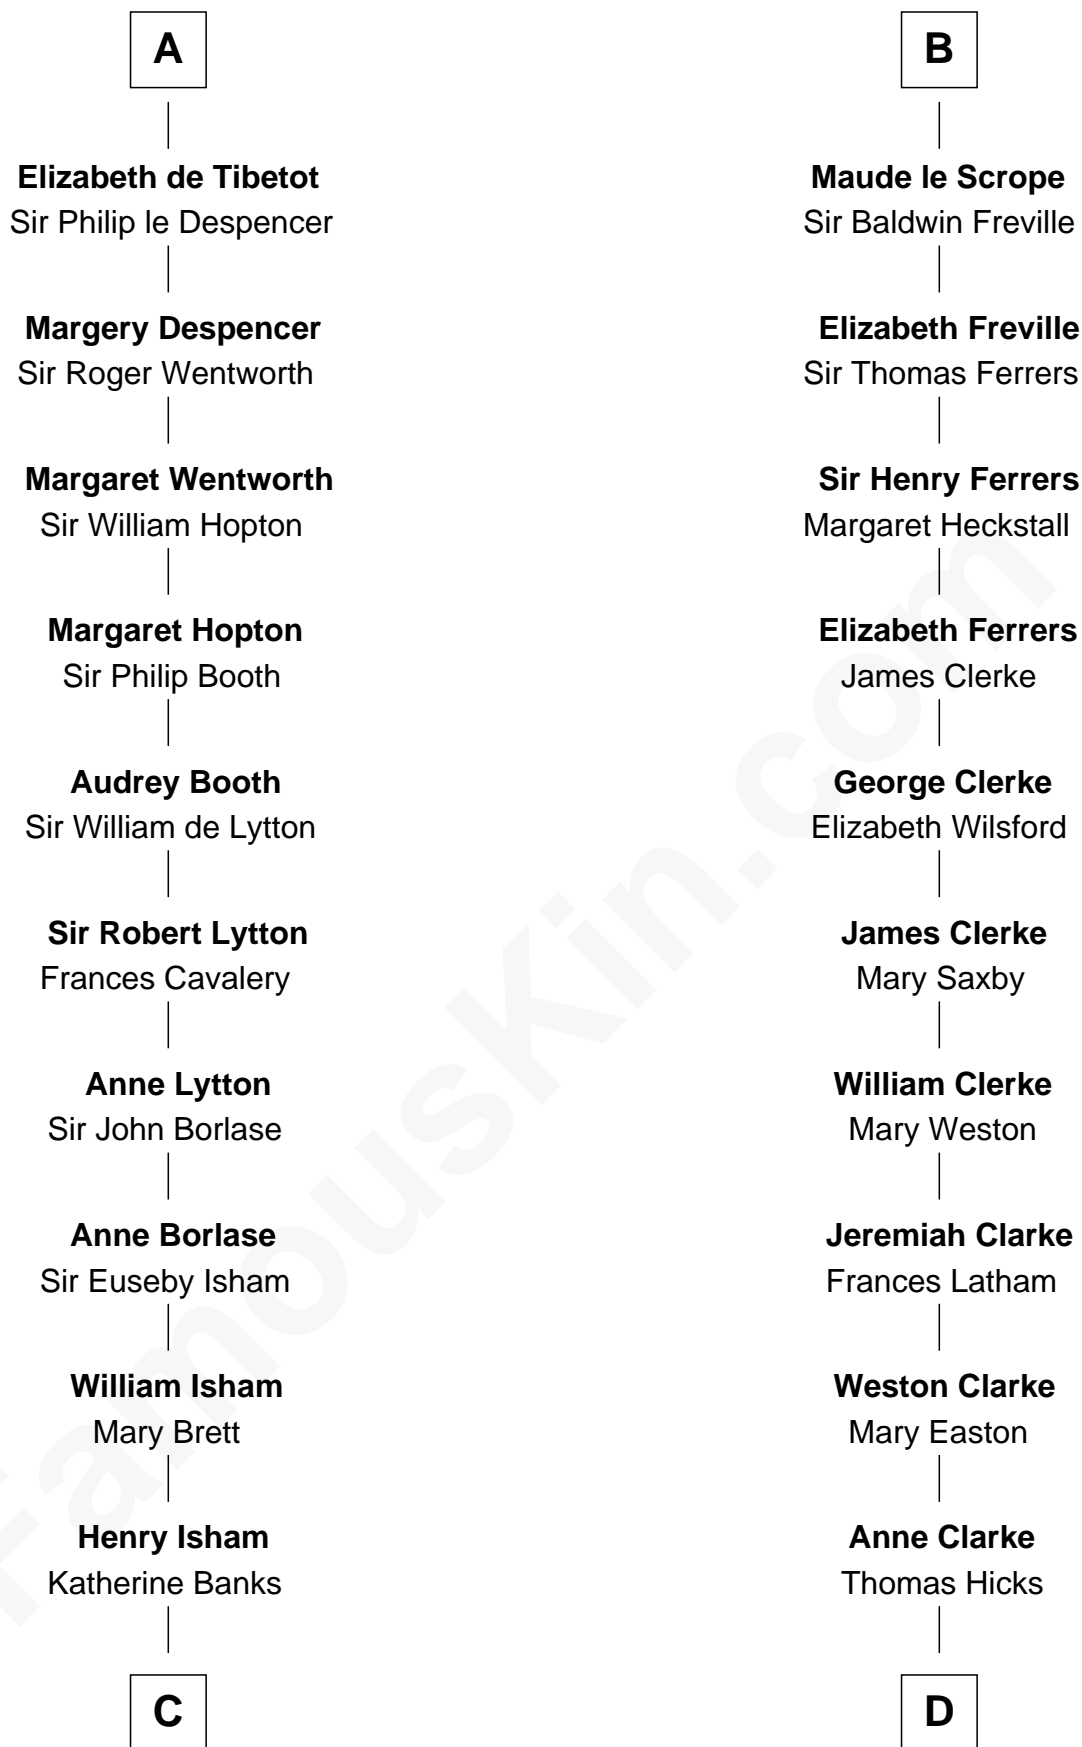 A
Elizabeth de Tibetot
Sir Philip le Despencer
Margery Despencer
Sir Roger Wentworth
Margaret Wentworth
Sir William Hopton
Margaret Hopton
Sir Philip Booth
Audrey Booth
Sir William de Lytton
Sir Robert Lytton
Frances Cavalery
Anne Lytton
Sir John Borlase
Anne Borlase
Sir Euseby Isham
William Isham
Mary Brett
Henry Isham
Katherine Banks
C
B
Maude le Scrope
Sir Baldwin Freville
Elizabeth Freville
Sir Thomas Ferrers
Sir Henry Ferrers
Margaret Heckstall
Elizabeth Ferrers
James Clerke
George Clerke
Elizabeth Wilsford
James Clerke
Mary Saxby
William Clerke
Mary Weston
Jeremiah Clarke
Frances Latham
Weston Clarke
Mary Easton
Anne Clarke
Thomas Hicks
D
FamousKin.com